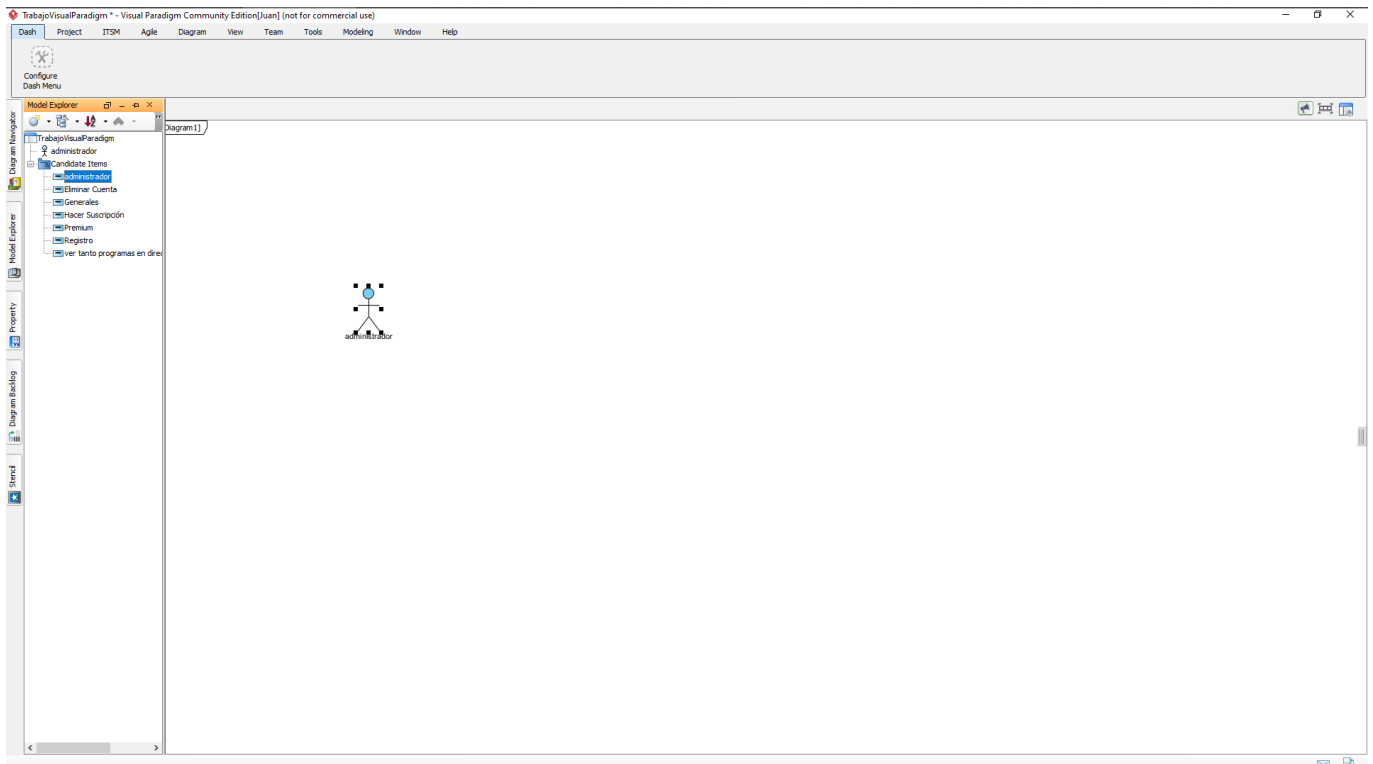 TrabajoVisualParadigm * - Visual Paradigm Community Edition[Juan] (not for commercial use)
Dash Project ITSM Agile Diagram View Team Tools Modeling Window Help
Configure
Dash Menu
Model Explorer
Diagram1]
TrabajoVisualParadigm
administrador
Candidate Items
administrador
Eliminar Cuenta
Generales
Hacer Suscripción
Premium
Registro
ver tanto programas en direc
Diagram Navigator
Model Explorer
Property
Diagram Backlog
Stencil
administrador